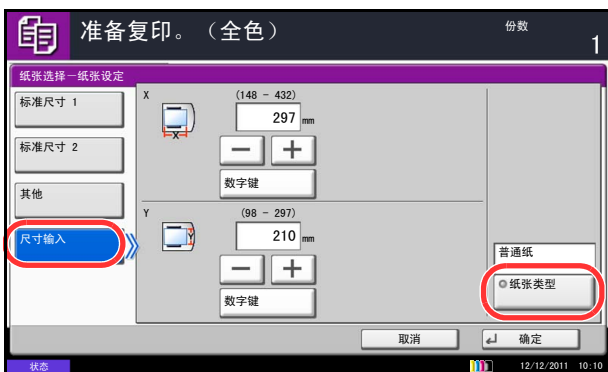 准备复印。（全色）
份数
1
纸张选择－纸张设定
标准尺寸 1
标准尺寸 2
其他
尺寸输入
X
(148 - 432)
297 mm
X
数字键
Y
(98 - 297)
210 mm
Y
数字键
普通纸
纸张类型
取消
确定
状态
12/12/2011 10:10